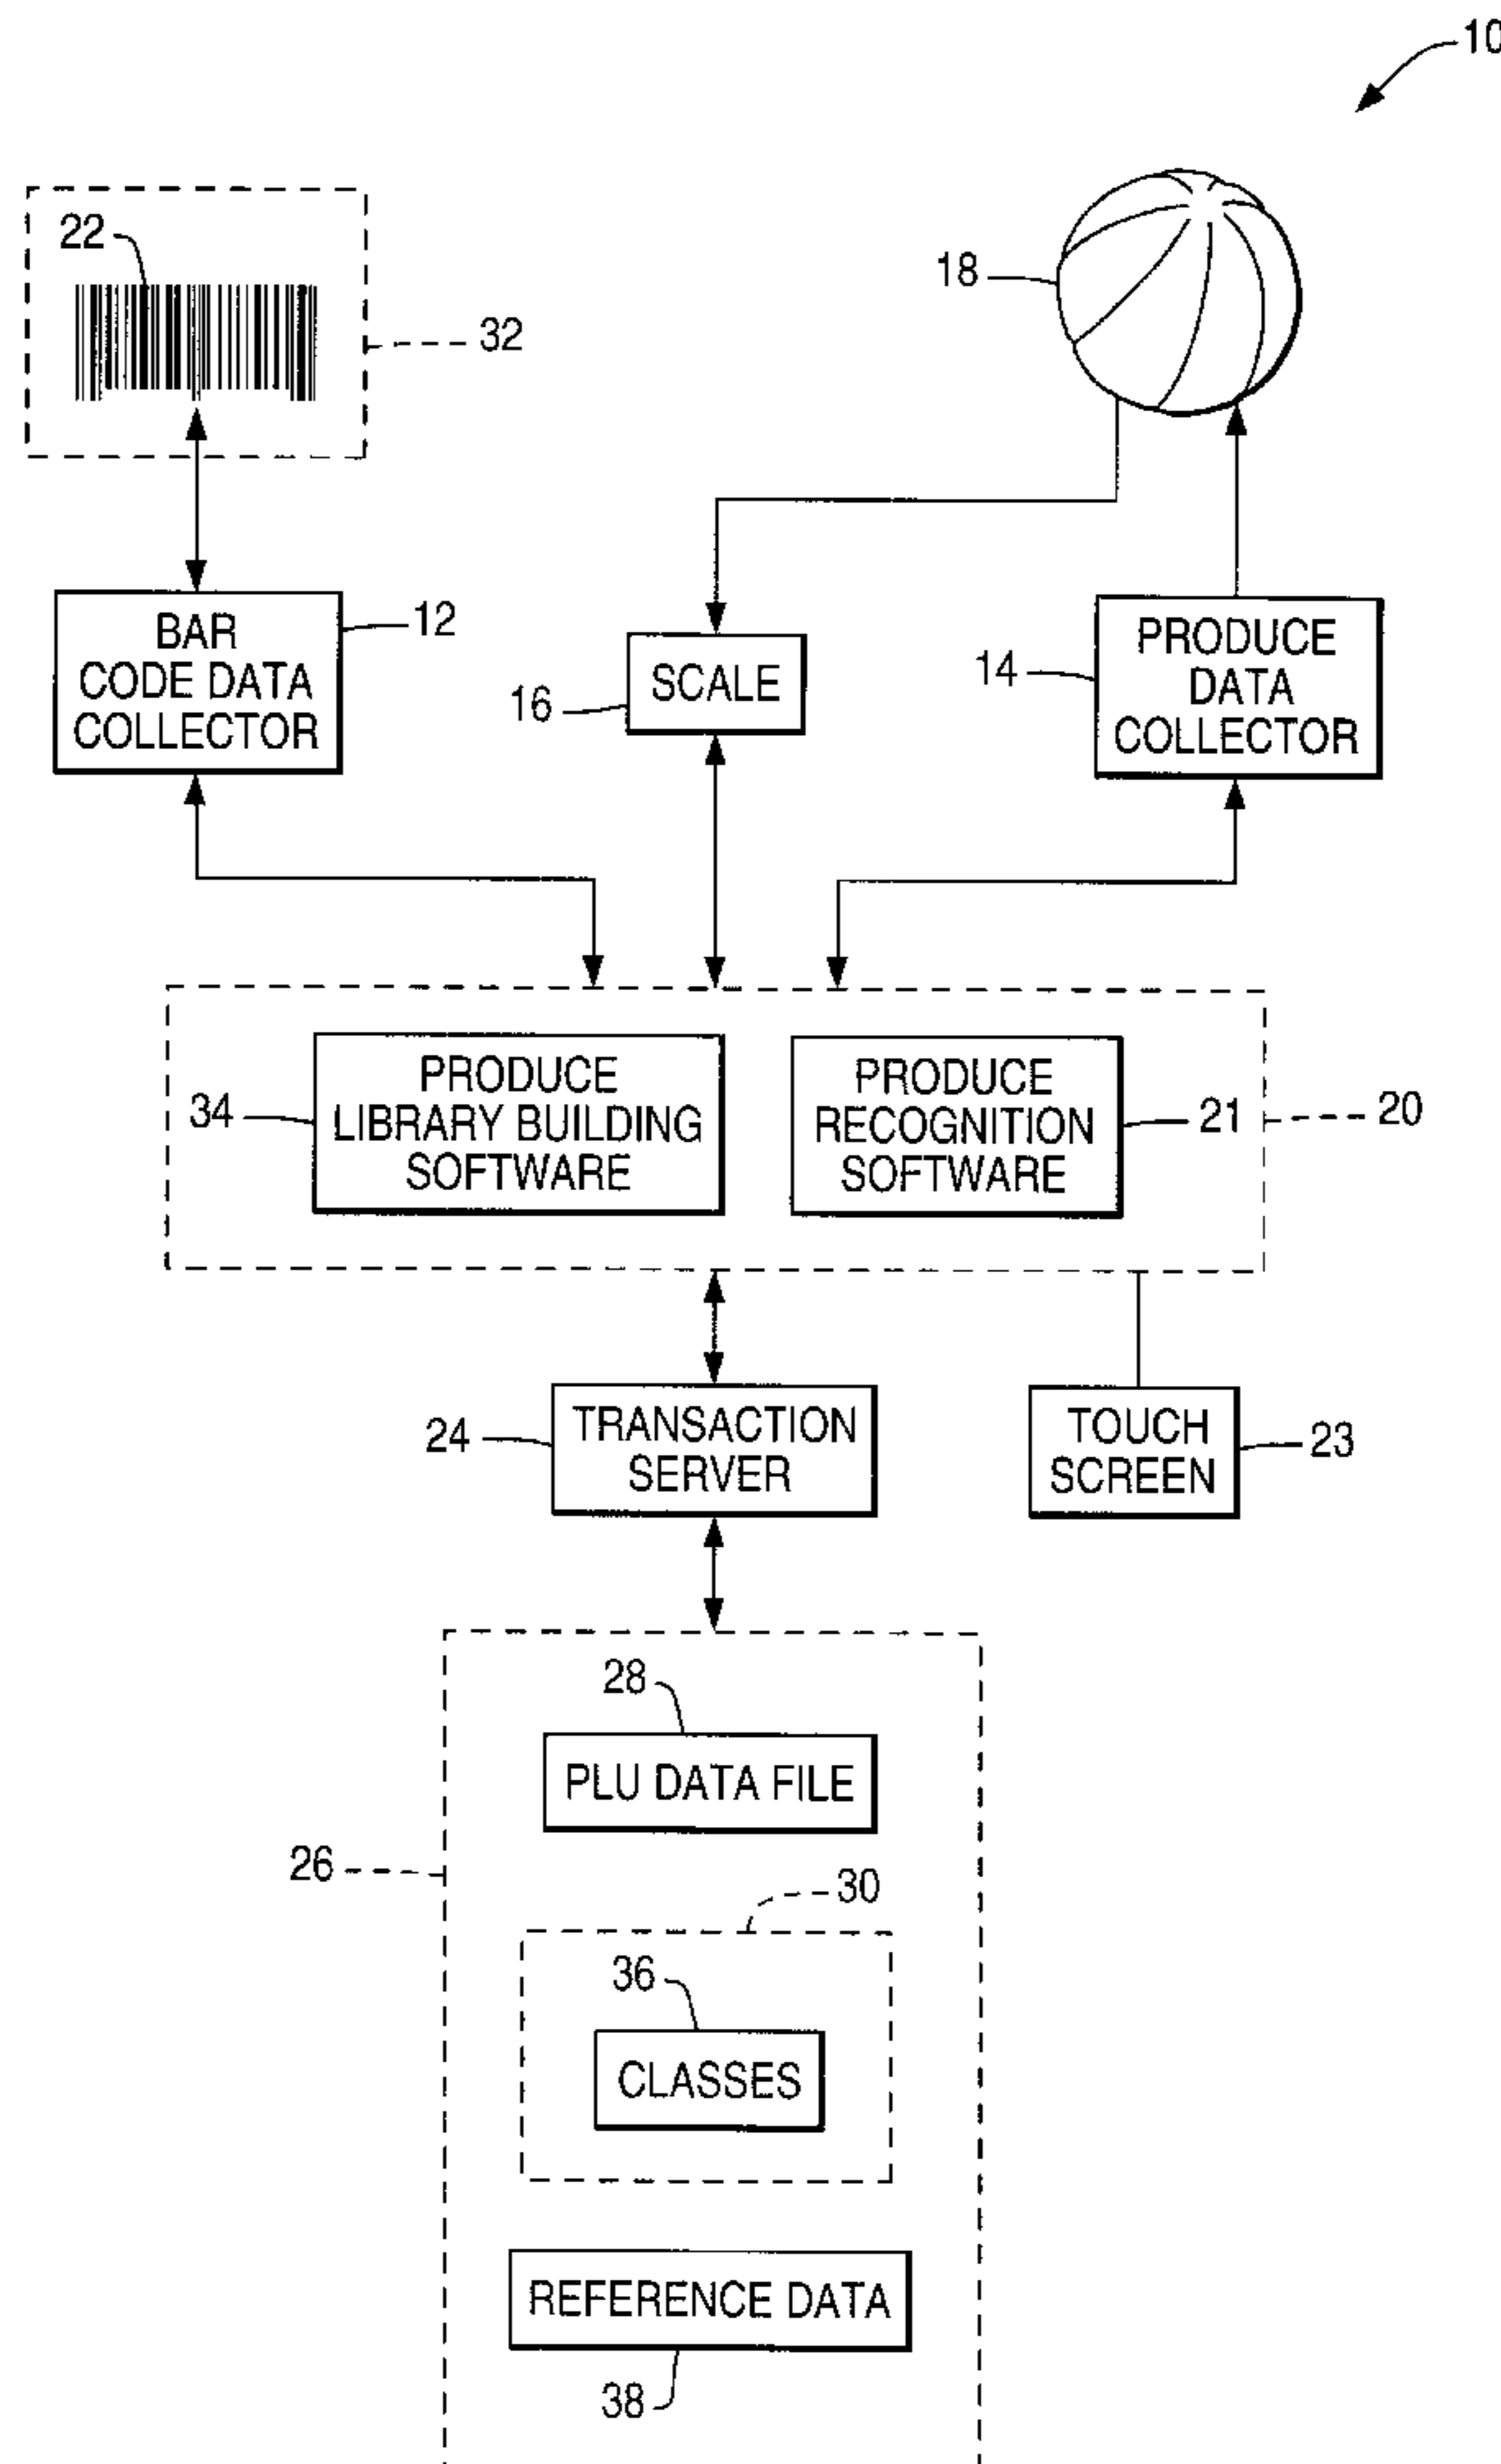 10
22
32
18
BAR
CODE DATA
COLLECTOR
12
16
SCALE
14
PRODUCE
DATA
COLLECTOR
34
PRODUCE
LIBRARY BUILDING
SOFTWARE
PRODUCE
RECOGNITION
SOFTWARE
21
20
24
TRANSACTION
SERVER
TOUCH
SCREEN
23
28
PLU DATA FILE
26
30
36
CLASSES
REFERENCE DATA
38